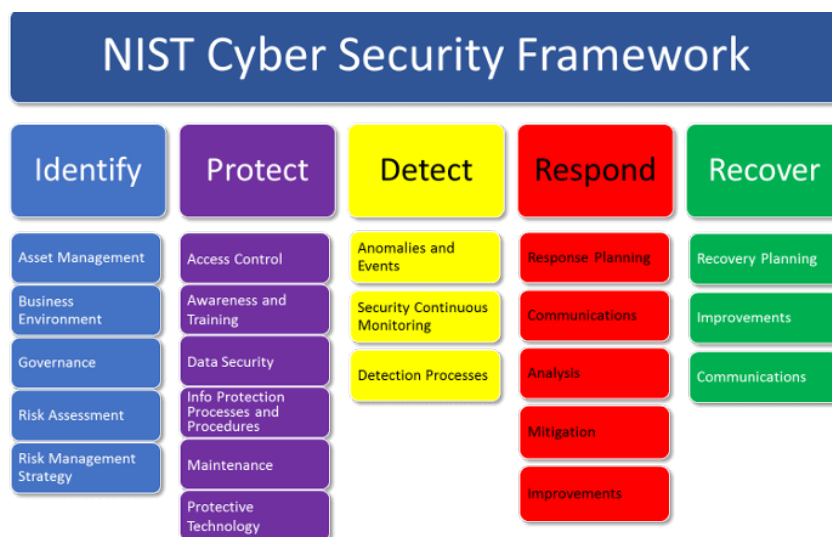 NIST Cyber Security Framework
Identify
Protect
Detect
Respond
Recover
Asset Management
Business
Environment
Governance
Risk Assessment
Risk Management
Strategy
Access Control
Awareness and
Training
Data Security
Info Protection
Processes and
Procedures
Maintenance
Protective
Technology
Anomalies and
Events
Security Continuous
Monitoring
Detection Processes
Response Planning
Communications
Analysis
Mitigation
Improvements
Recovery Planning
Improvements
Communications